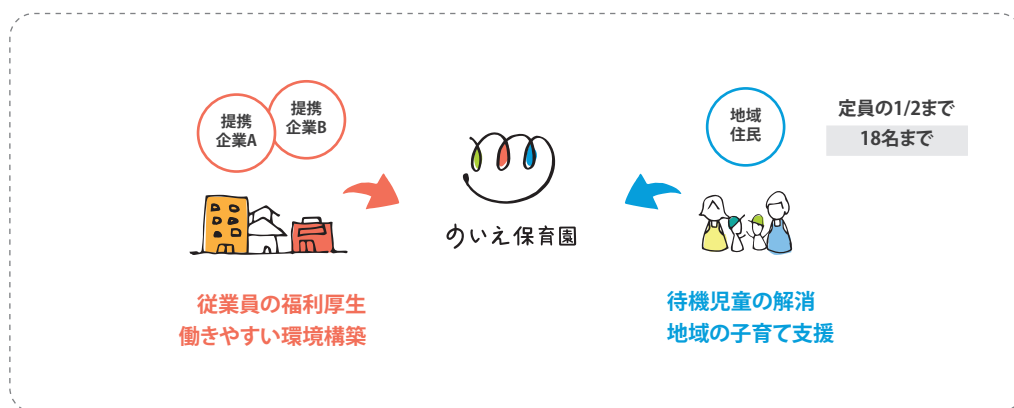 提携
企業A
提携
企業B
地域
住民
定員の1/2まで
18名まで
のいえ保育園
従業員の福利厚生
働きやすい環境構築
待機児童の解消
地域の子育て支援